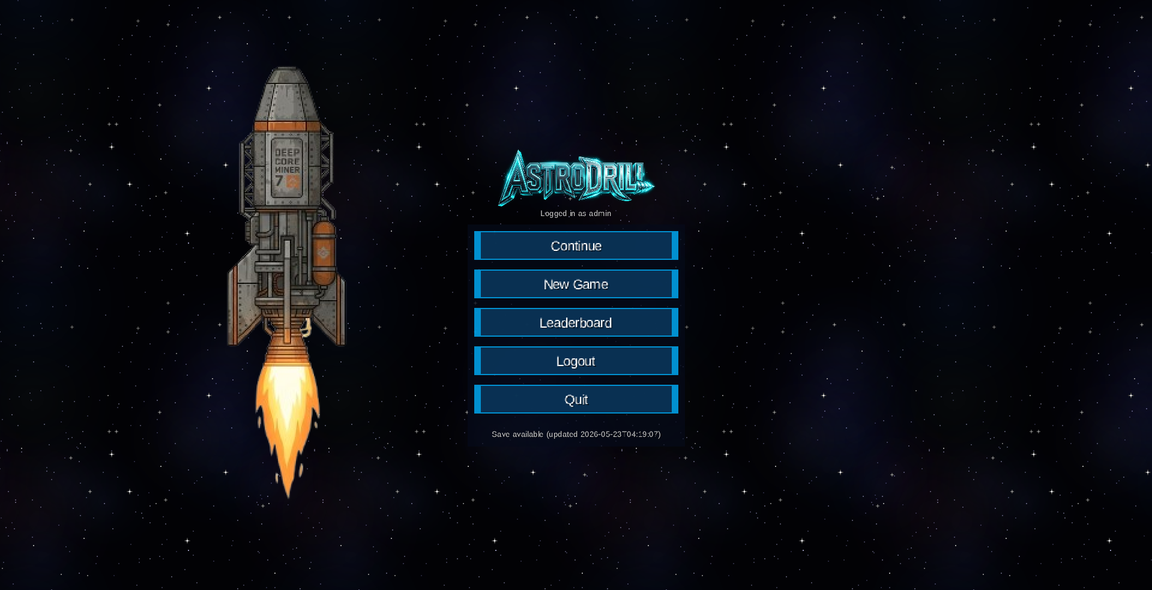 DEEP
CORE
MINER
7
ASTRODRILL
Logged in as admin
Continue
New Game
Leaderboard
Logout
Quit
Save available (updated 2026-05-23T04:19:07)